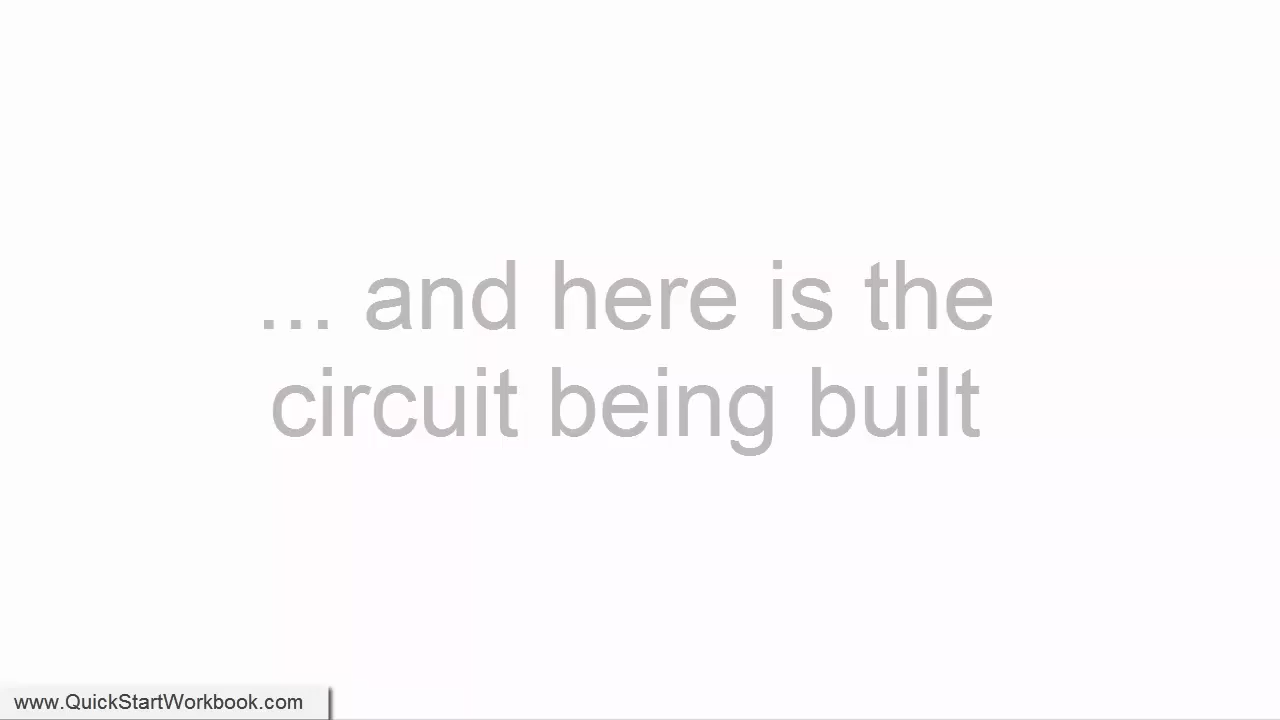 ... and here is the
circuit being built
www.QuickStartWorkbook.com